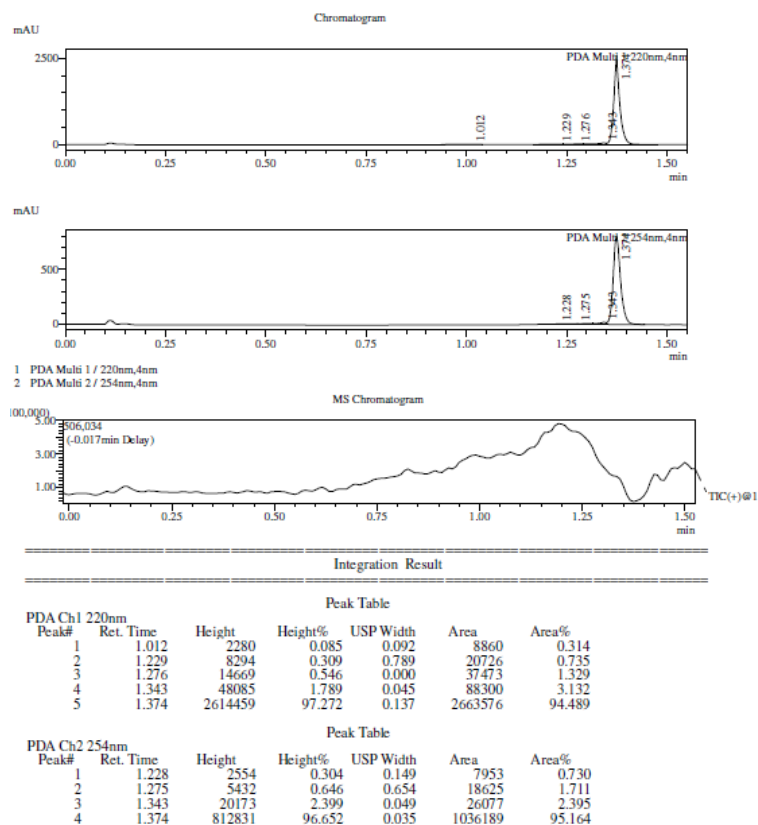 Chromatogram
mAU
2500
PDA Multi 1 220nm,4nm
1.012
1.229
1.276
1.343
1.374
0
0.00 0.25 0.50 0.75 1.00 1.25 1.50
min
mAU
PDA Multi 2 254nm,4nm
500
1.228
1.275
1.343
1.374
0
0.00 0.25 0.50 0.75 1.00 1.25 1.50
min
1 PDA Multi 1 / 220nm,4nm
2 PDA Multi 2 / 254nm,4nm
MS Chromatogram
00,000)
5.00
506,034
(-0.017min Delay)
3.00
1.00
TIC(+)@1
0.00 0.25 0.50 0.75 1.00 1.25 1.50
min
Integration Result
Peak Table
PDA Ch1 220nm
Peak# Ret. Time Height Height% USP Width Area Area%
1 1.012 2280 0.085 0.092 8860 0.314
2 1.229 8294 0.309 0.789 20726 0.735
3 1.276 14669 0.546 0.000 37473 1.329
4 1.343 48085 1.789 0.045 88300 3.132
5 1.374 2614459 97.272 0.137 2663576 94.489
Peak Table
PDA Ch2 254nm
Peak# Ret. Time Height Height% USP Width Area Area%
1 1.228 2554 0.304 0.149 7953 0.730
2 1.275 5432 0.646 0.654 18625 1.711
3 1.343 20173 2.399 0.049 26077 2.395
4 1.374 812831 96.652 0.035 1036189 95.164